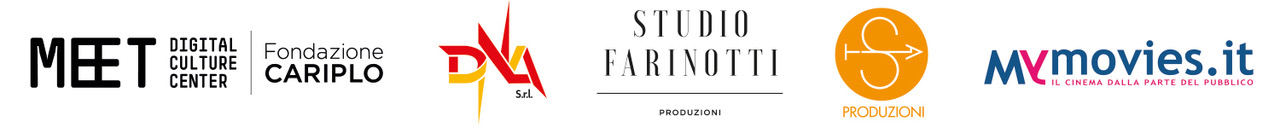 MEET
DIGITAL
CULTURE
CENTER
Fondazione
CARIPLO
DNA
S.r.l.
STUDIO
FARINOTTI
PRODUZIONI
TS
PRODUZIONI
MYmovies.it
IL CINEMA DALLA PARTE DEL PUBBLICO